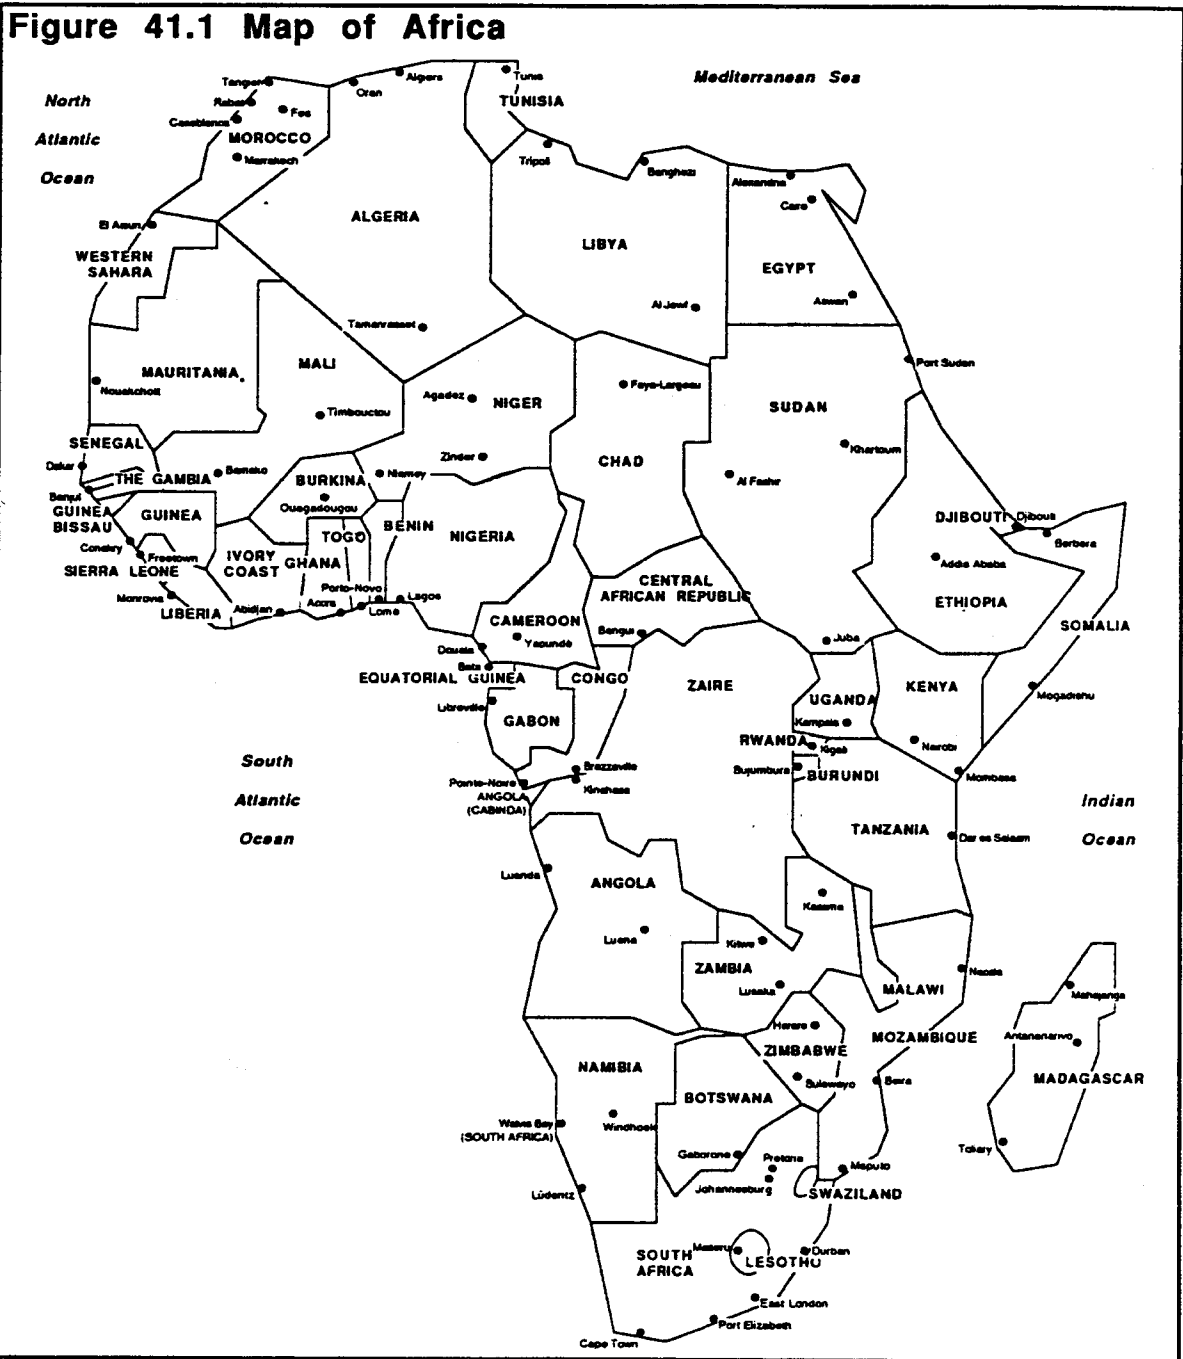 Figure 41.1 Map of Africa
North
Atlantic
Ocean
Mediterranean Sea
Tangier
Rabat
Casablanca
Fes
MOROCCO
Marrakech
Oran
Algiers
Tunis
TUNISIA
Tripoli
Banghazi
Alexandria
Cairo
El Aaiun
WESTERN
SAHARA
ALGERIA
LIBYA
EGYPT
Al Jawf
Aswan
Tamanrasset
MAURITANIA
Nouakchott
MALI
Timbouctou
Agadez
NIGER
Zinder
Faya-Largeau
CHAD
SUDAN
Port Sudan
Khartoum
Al Fashir
SENEGAL
Dakar
THE GAMBIA
Banjul
Bamako
GUINEA
BISSAU
GUINEA
Conakry
Freetown
SIERRA LEONE
Monrovia
LIBERIA
BURKINA
Ouagadougou
Niamey
IVORY
COAST
GHANA
TOGO
BENIN
NIGERIA
Abidjan
Accra
Porto-Novo
Lome
Lagos
DJIBOUTI
Djibouti
Berbera
Addis Ababa
ETHIOPIA
SOMALIA
CENTRAL
AFRICAN REPUBLIC
Bangui
CAMEROON
Yaoundé
Douala
Bata
EQUATORIAL GUINEA
CONGO
ZAIRE
Juba
UGANDA
Kampala
KENYA
Nairobi
Mogadishu
Libreville
GABON
RWANDA
Kigali
Bujumbura
BURUNDI
Mombasa
Brazzaville
Kinshasa
Pointe-Noire
ANGOLA
(CABINDA)
TANZANIA
Dar es Salaam
South
Atlantic
Ocean
Indian
Ocean
Luanda
ANGOLA
Luena
Kasama
Kitwe
ZAMBIA
Lusaka
MALAWI
Nacala
Harare
ZIMBABWE
Bulawayo
MOZAMBIQUE
Beira
Mahajanga
Antananarivo
MADAGASCAR
Toliary
NAMIBIA
Windhoek
Walvis Bay
(SOUTH AFRICA)
Lüderitz
BOTSWANA
Gaborone
Pretoria
Johannesburg
Maputo
SWAZILAND
SOUTH
AFRICA
Maseru
LESOTHO
Durban
East London
Port Elizabeth
Cape Town